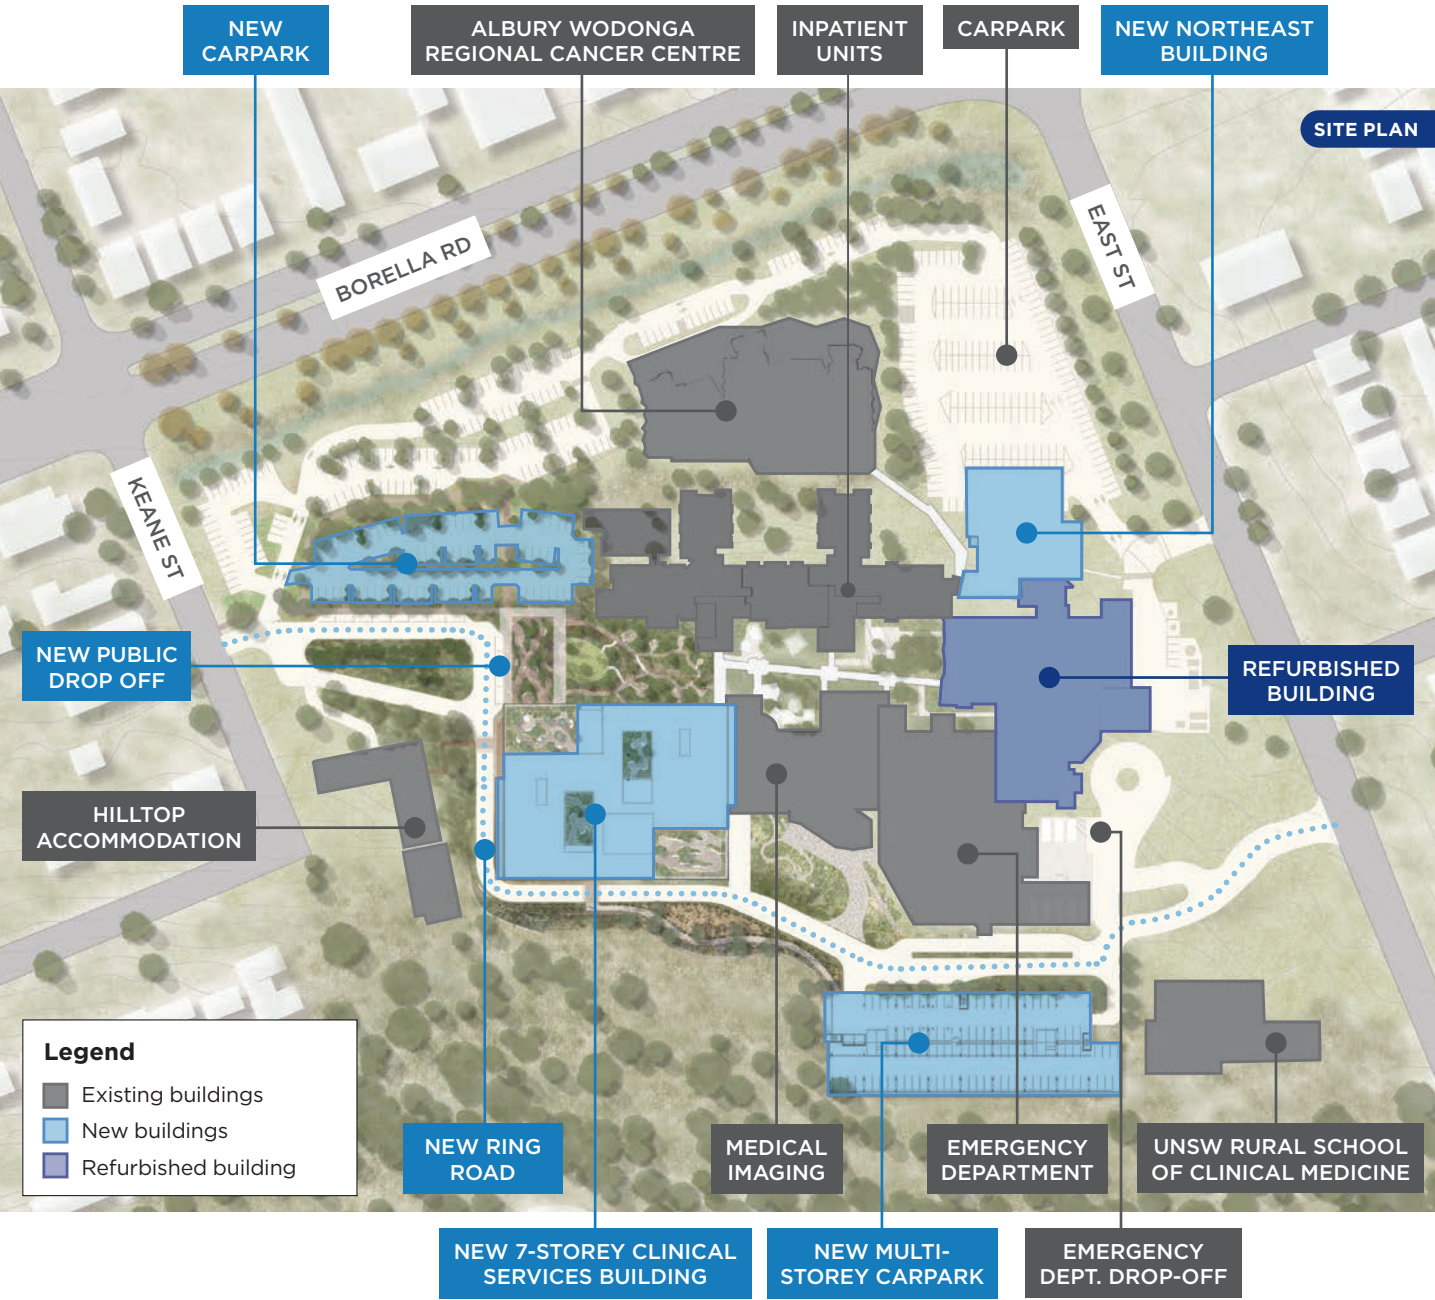 NEW
CARPARK
ALBURY WODONGA
REGIONAL CANCER CENTRE
INPATIENT
UNITS
CARPARK
NEW NORTHEAST
BUILDING
SITE PLAN
BORELLA RD
EAST ST
KEANE ST
NEW PUBLIC
DROP OFF
REFURBISHED
BUILDING
HILLTOP
ACCOMMODATION
Legend
Existing buildings
New buildings
Refurbished building
NEW RING
ROAD
MEDICAL
IMAGING
EMERGENCY
DEPARTMENT
UNSW RURAL SCHOOL
OF CLINICAL MEDICINE
NEW 7-STOREY CLINICAL
SERVICES BUILDING
NEW MULTI-
STOREY CARPARK
EMERGENCY
DEPT. DROP-OFF